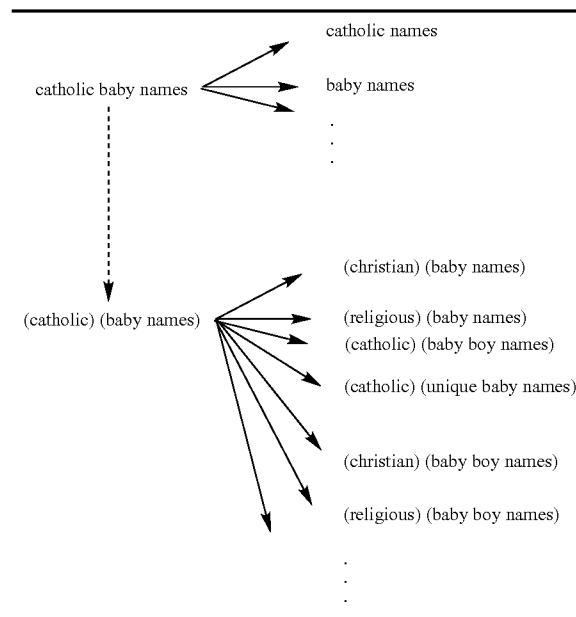 catholic names
catholic baby names
baby names
(christian) (baby names)
(catholic) (baby names)
(religious) (baby names)
(catholic) (baby boy names)
(catholic) (unique baby names)
(christian) (baby boy names)
(religious) (baby boy names)